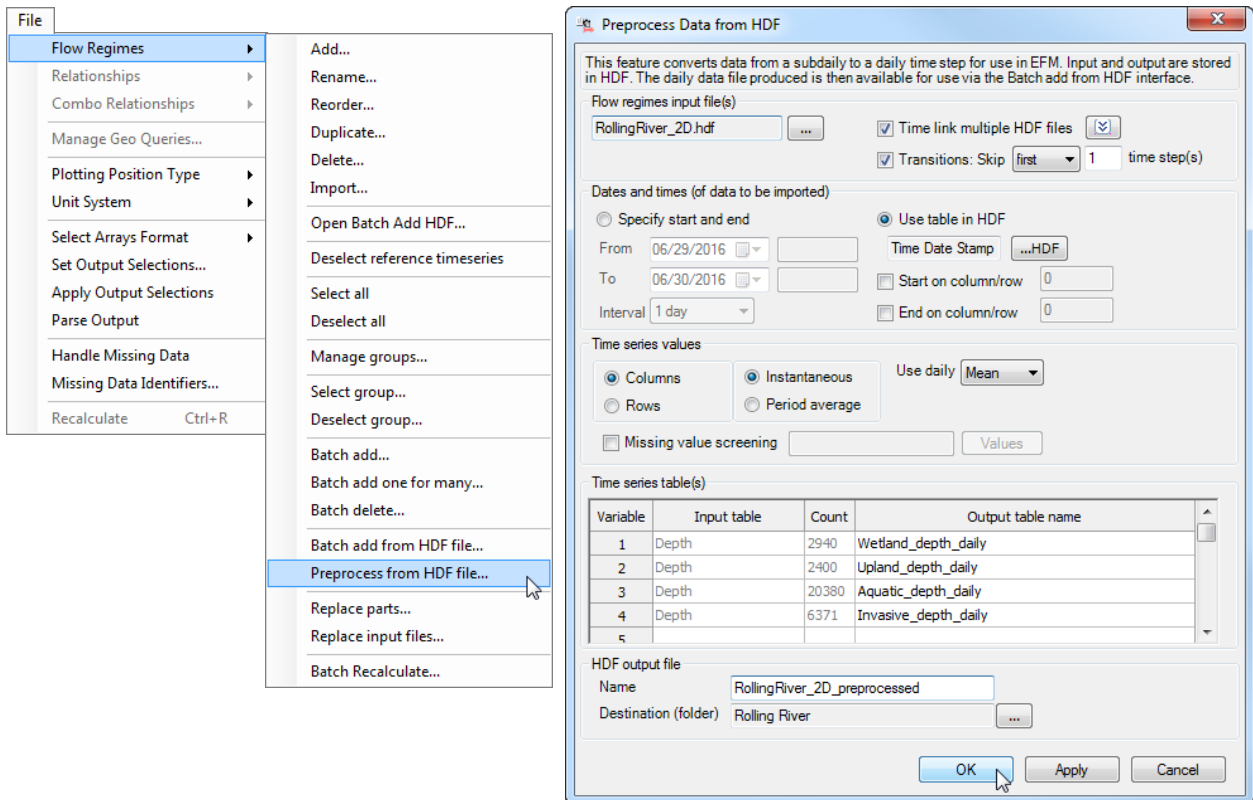 File
Flow Regimes
Relationships
Combo Relationships
Manage Geo Queries...
Plotting Position Type
Unit System
Select Arrays Format
Set Output Selections...
Apply Output Selections
Parse Output
Handle Missing Data
Missing Data Identifiers...
Recalculate Ctrl+R
Add...
Rename...
Reorder...
Duplicate...
Delete...
Import...
Open Batch Add HDF...
Deselect reference timeseries
Select all
Deselect all
Manage groups...
Select group...
Deselect group...
Batch add...
Batch add one for many...
Batch delete...
Batch add from HDF file...
Preprocess from HDF file...
Replace parts...
Replace input files...
Batch Recalculate...
Preprocess Data from HDF
This feature converts data from a subdaily to a daily time step for use in EFM. Input and output are stored
in HDF. The daily data file produced is then available for use via the Batch add from HDF interface.
Flow regimes input file(s)
RollingRiver_2D.hdf ... Time link multiple HDF files
Transitions: Skip first 1 time step(s)
Dates and times (of data to be imported)
Specify start and end Use table in HDF
From 06/29/2016 Time Date Stamp ...HDF
To 06/30/2016 Start on column/row 0
Interval 1 day End on column/row 0
Time series values
Columns Instantaneous Use daily Mean
Rows Period average
Missing value screening Values
Time series table(s)
Variable Input table Count Output table name
1 Depth 2940 Wetland_depth_daily
2 Depth 2400 Upland_depth_daily
3 Depth 20380 Aquatic_depth_daily
4 Depth 6371 Invasive_depth_daily
5
HDF output file
Name RollingRiver_2D_preprocessed
Destination (folder) Rolling River ...
OK Apply Cancel